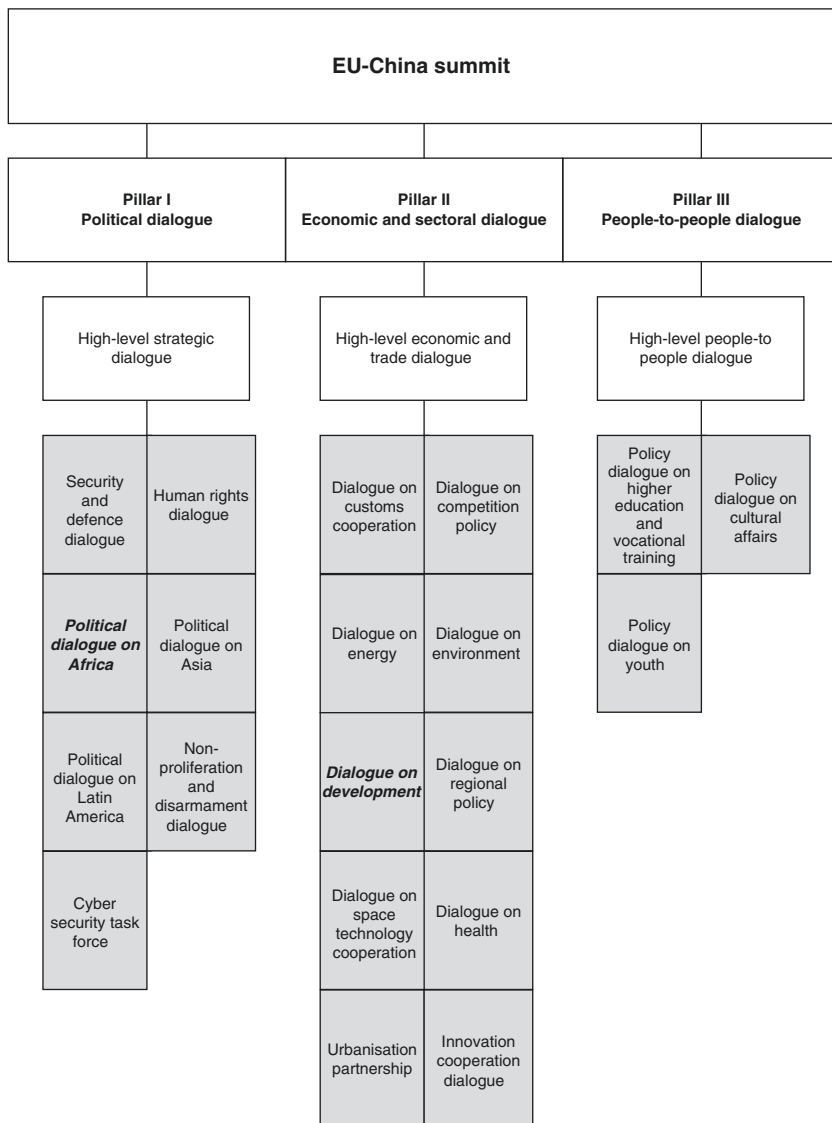 EU-China summit
Pillar I
Political dialogue
Pillar II
Economic and sectoral dialogue
Pillar III
People-to-people dialogue
High-level strategic
dialogue
High-level economic and
trade dialogue
High-level people-to
people dialogue
Security
and
defence
dialogue
Human rights
dialogue
Political
dialogue on
Africa
Political
dialogue on
Asia
Political
dialogue on
Latin
America
Non-
proliferation
and
disarmament
dialogue
Cyber
security task
force
Dialogue on
customs
cooperation
Dialogue on
competition
policy
Dialogue on
energy
Dialogue on
environment
Dialogue on
development
Dialogue on
regional
policy
Dialogue on
space
technology
cooperation
Dialogue on
health
Urbanisation
partnership
Innovation
cooperation
dialogue
Policy
dialogue on
higher
education
and
vocational
training
Policy
dialogue on
cultural
affairs
Policy
dialogue on
youth